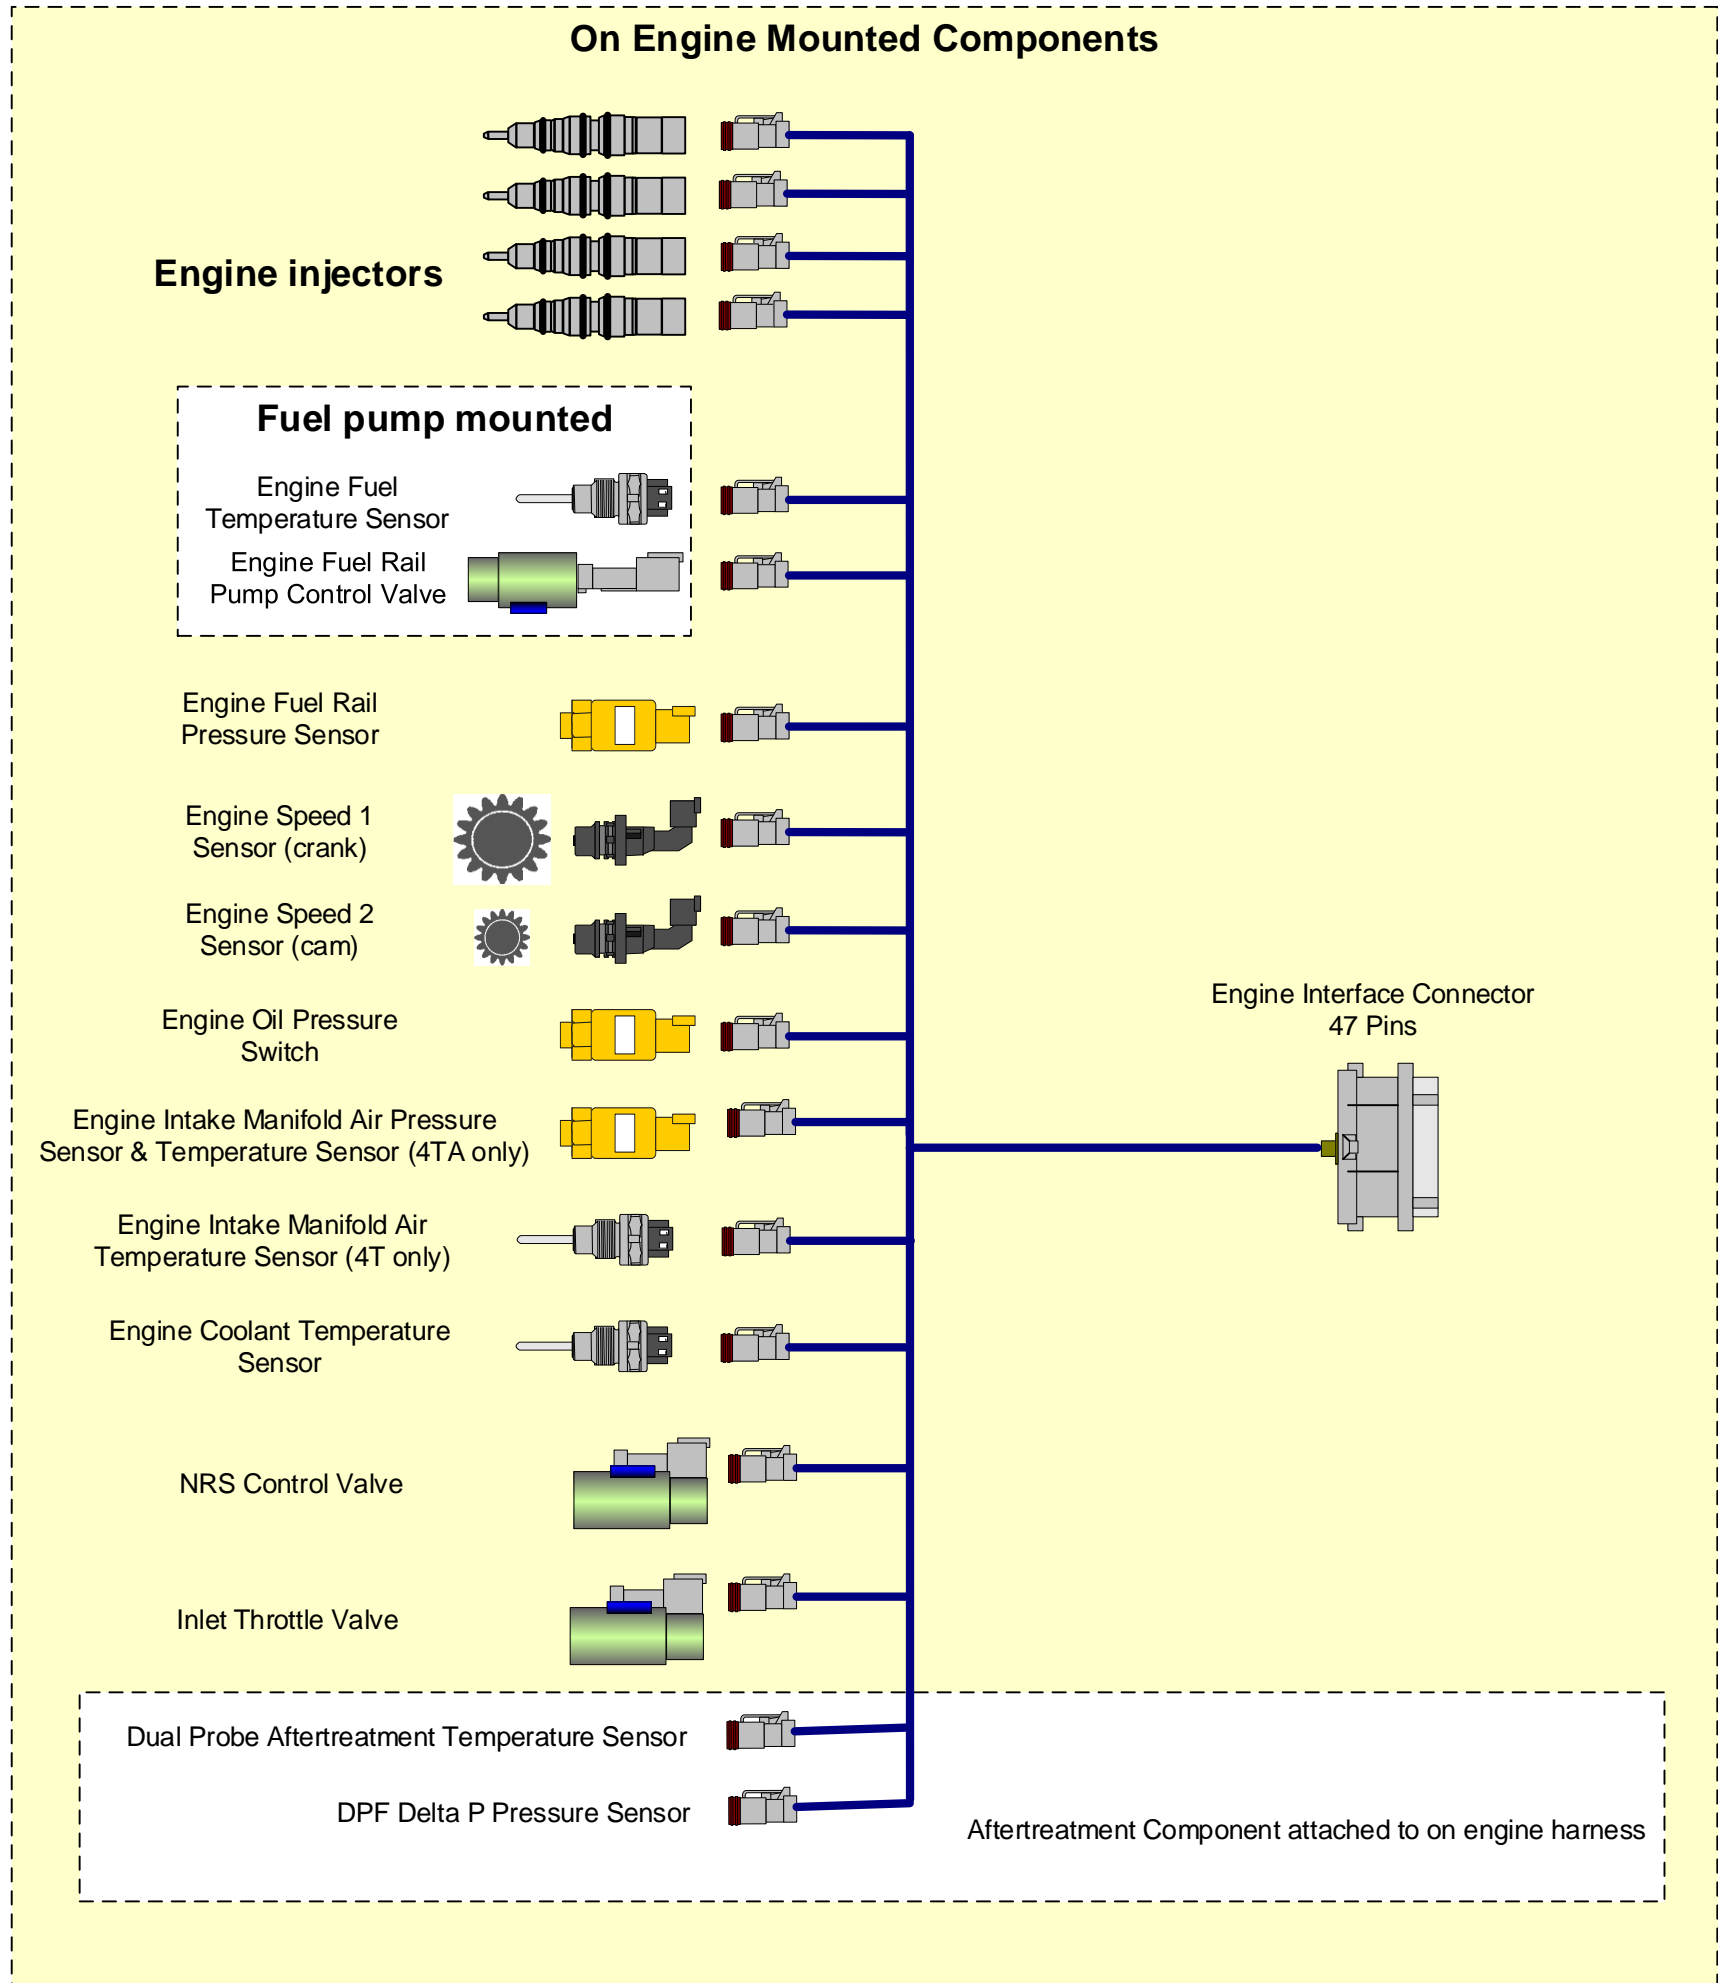 On Engine Mounted Components
Engine injectors
Fuel pump mounted
Engine Fuel
Temperature Sensor
Engine Fuel Rail
Pump Control Valve
Engine Fuel Rail
Pressure Sensor
Engine Speed 1
Sensor (crank)
Engine Speed 2
Sensor (cam)
Engine Oil Pressure
Switch
Engine Intake Manifold Air Pressure
Sensor & Temperature Sensor (4TA only)
Engine Intake Manifold Air
Temperature Sensor (4T only)
Engine Coolant Temperature
Sensor
NRS Control Valve
Inlet Throttle Valve
Engine Interface Connector
47 Pins
Dual Probe Aftertreatment Temperature Sensor
DPF Delta P Pressure Sensor
Aftertreatment Component attached to on engine harness